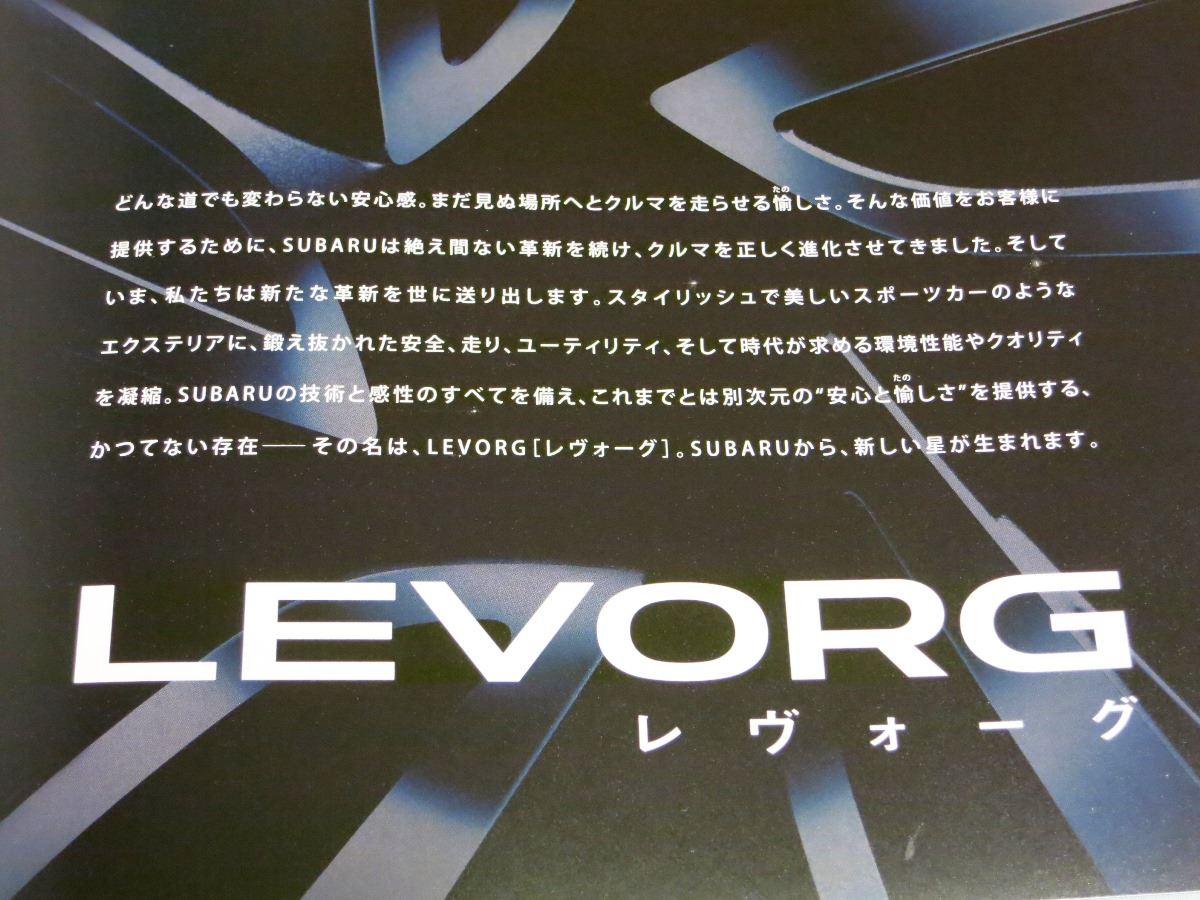 どんな道でも変わらない安心感。まだ見ぬ場所へとクルマを走らせる愉しさ。そんな価値をお客様に
提供するために、SUBARUは絶え間ない革新を続け、クルマを正しく進化させてきました。そして
いま、私たちは新たな革新を世に送り出します。スタイリッシュで美しいスポーツカーのような
エクステリアに、鍛え抜かれた安全、走り、ユーティリティ、そして時代が求める環境性能やクオリティ
を凝縮。SUBARUの技術と感性のすべてを備え、これまでとは別次元の“安心と愉しさ”を提供する、
かつてない存在―― その名は、LEVORG［レヴォーグ］。SUBARUから、新しい星が生まれます。
LEVORG
レヴォーグ